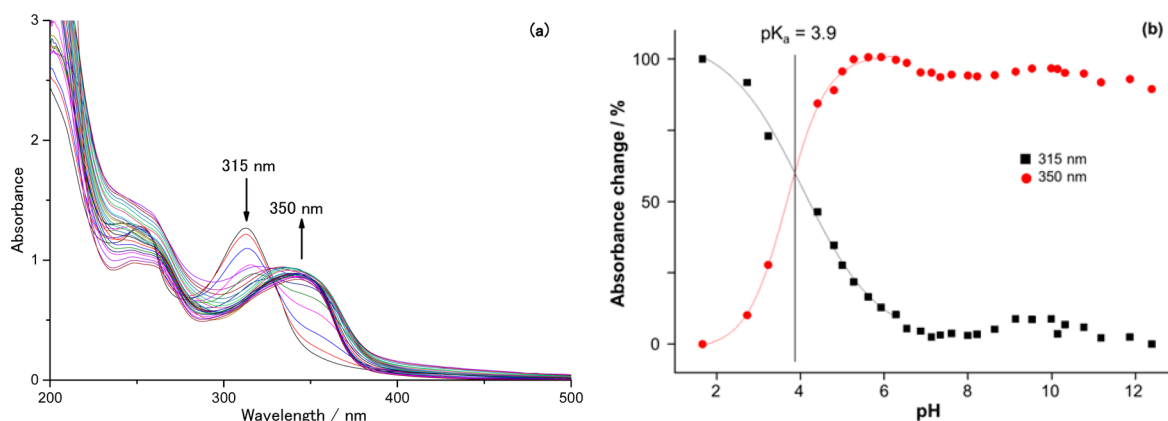 (a)
3
2
1
0
Absorbance
315 nm
350 nm
200
300
400
500
Wavelength / nm
(b)
pKa = 3.9
100
50
0
Absorbance change / %
315 nm
350 nm
2
4
6
8
10
12
pH